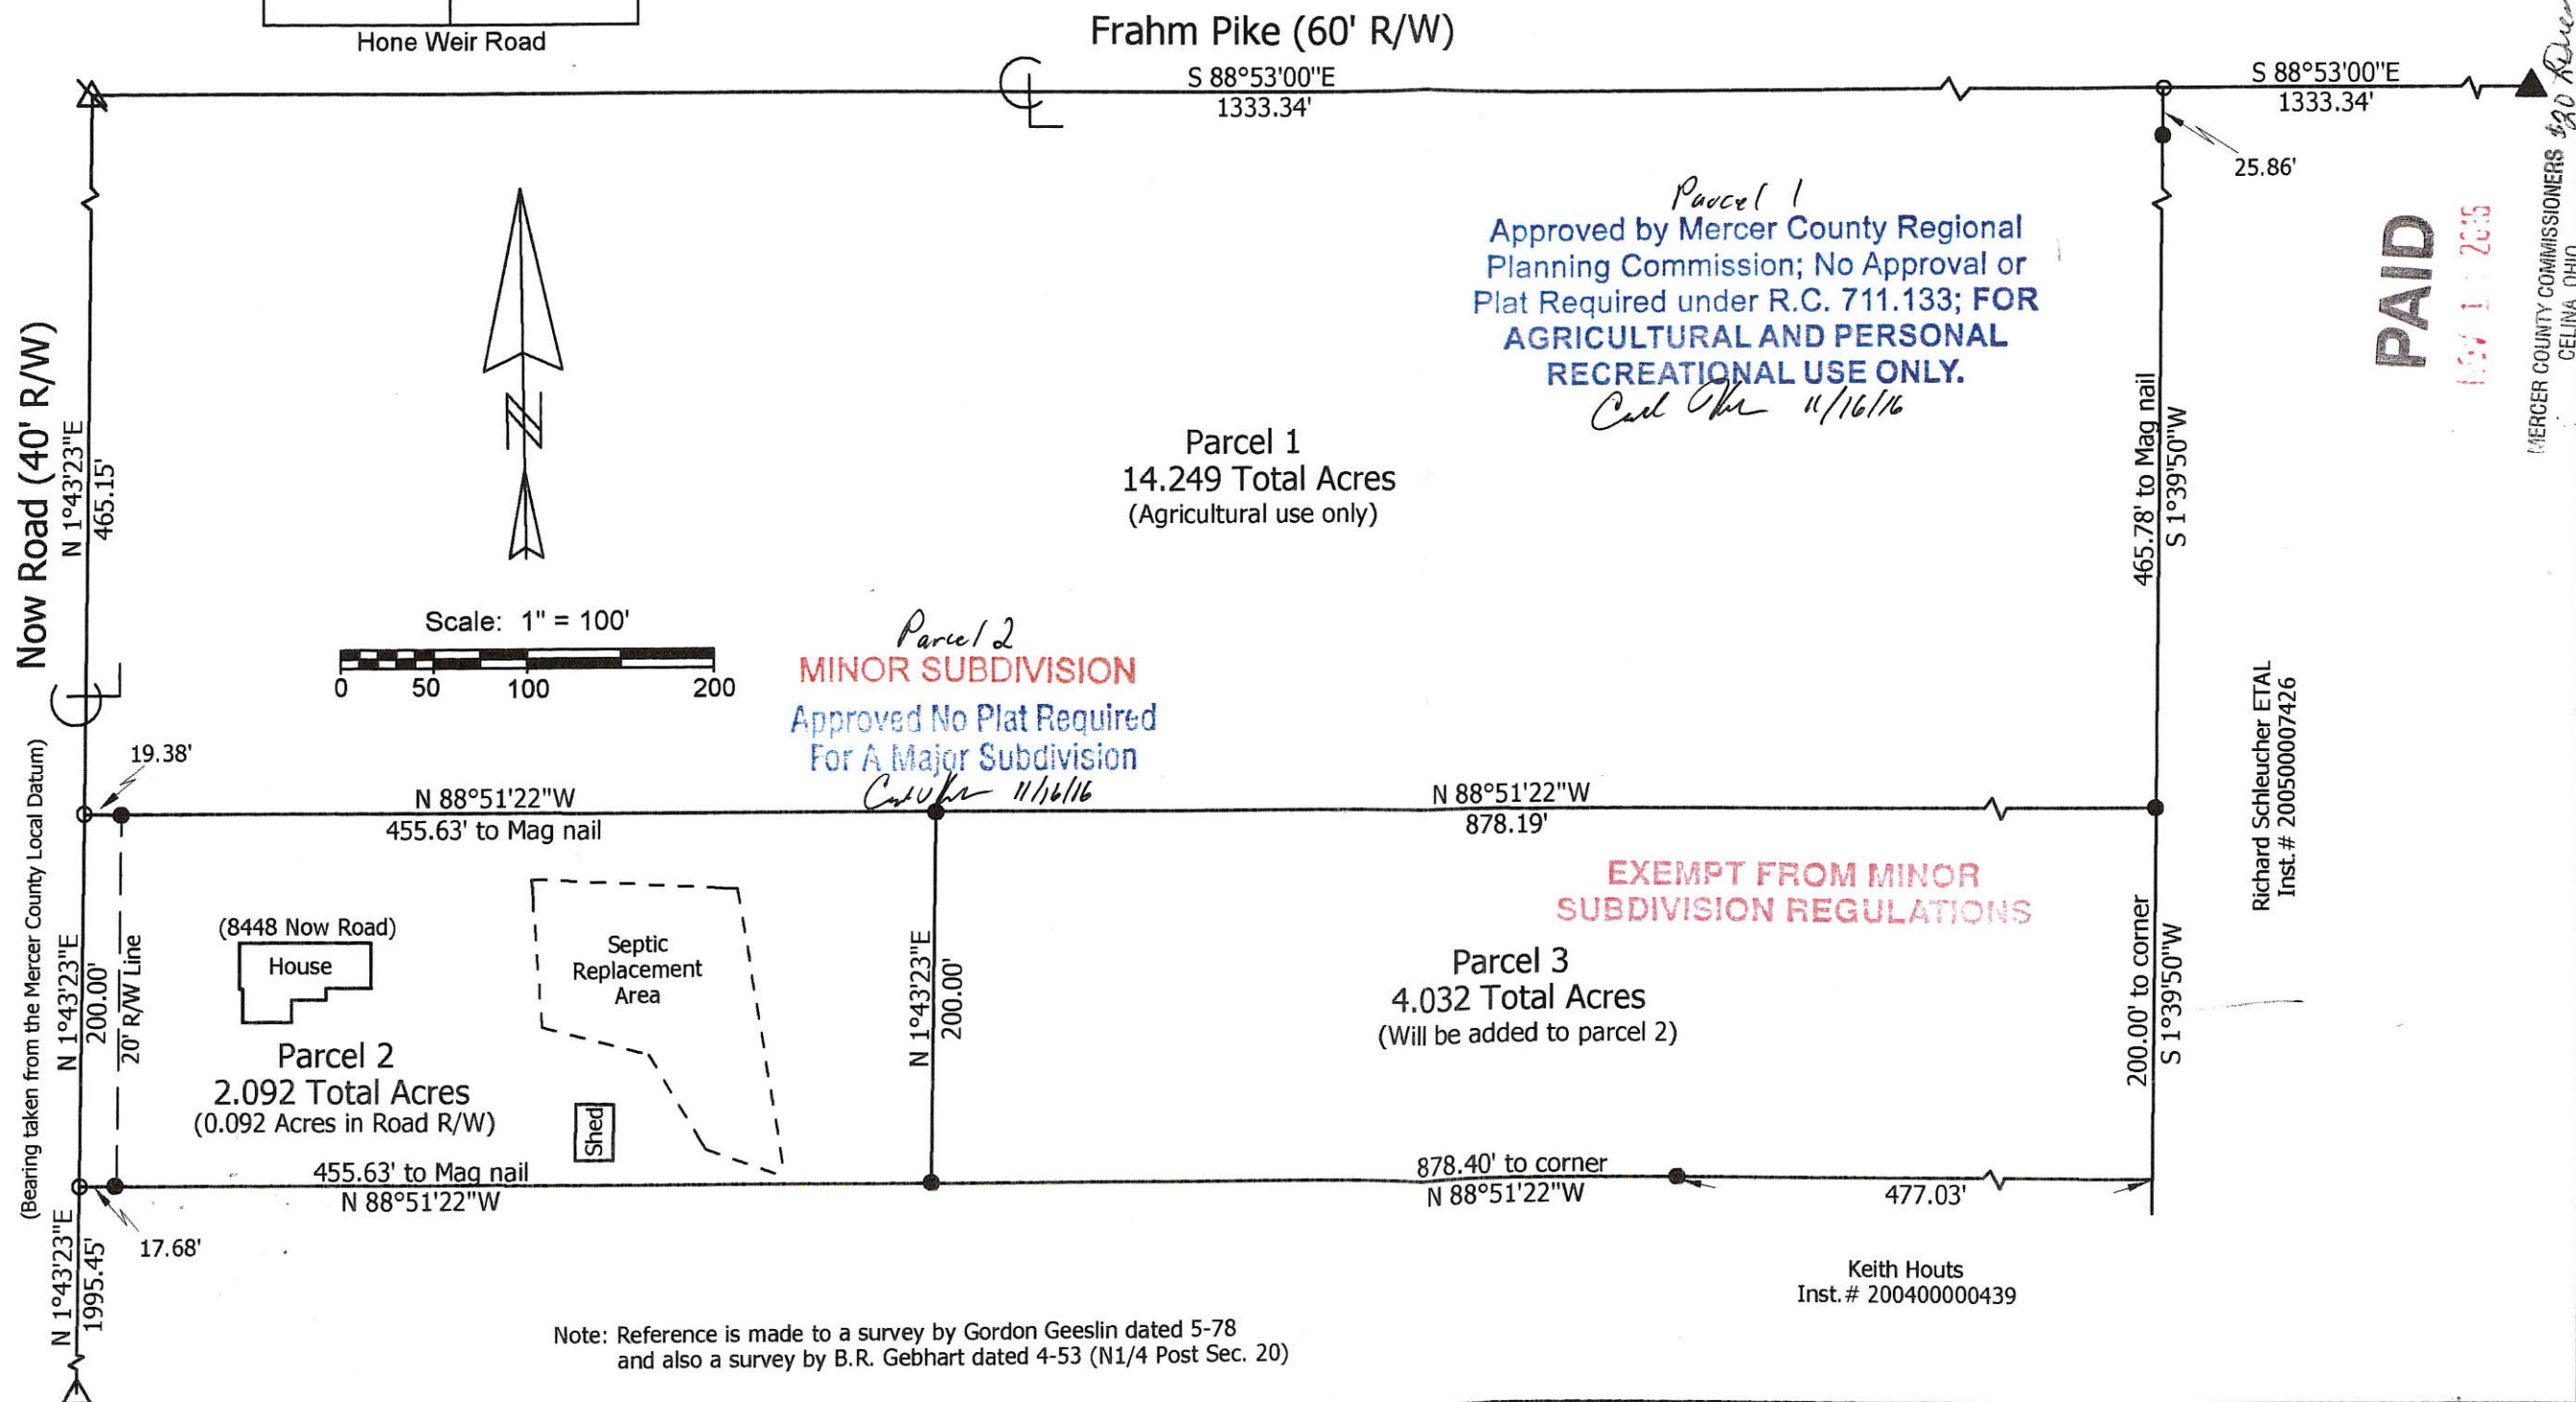 Hone Weir Road
Frahm Pike (60' R/W)
S 88°53'00"E
1333.34'
S 88°53'00"E
1333.34'
25.86'
$20
MERCER COUNTY COMMISSIONERS
CELINA, OHIO
PAID
Parcel 1
Approved by Mercer County Regional
Planning Commission; No Approval or
Plat Required under R.C. 711.133; FOR
AGRICULTURAL AND PERSONAL
RECREATIONAL USE ONLY.
11/16/16
Now Road (40' R/W)
N 1°43'23"E
465.15'
N
Parcel 1
14.249 Total Acres
(Agricultural use only)
465.78' to Mag nail
S 1°39'50"W
Scale: 1" = 100'
0 50 100 200
Parcel 2
MINOR SUBDIVISION
Approved No Plat Required
For A Major Subdivision
11/16/16
Richard Schleucher ETAL
Inst.# 200500007426
(Bearing taken from the Mercer County Local Datum)
19.38'
N 88°51'22"W
455.63' to Mag nail
N 88°51'22"W
878.19'
EXEMPT FROM MINOR
SUBDIVISION REGULATIONS
(8448 Now Road)
House
Septic
Replacement
Area
N 1°43'23"E
200.00'
20' R/W Line
N 1°43'23"E
200.00'
Parcel 3
4.032 Total Acres
(Will be added to parcel 2)
200.00' to corner
S 1°39'50"W
Parcel 2
2.092 Total Acres
(0.092 Acres in Road R/W)
Shed
455.63' to Mag nail
N 88°51'22"W
878.40' to corner
N 88°51'22"W
477.03'
17.68'
N 1°43'23"E
1995.45'
Keith Houts
Inst.# 200400000439
Note: Reference is made to a survey by Gordon Geeslin dated 5-78
and also a survey by B.R. Gebhart dated 4-53 (N1/4 Post Sec. 20)